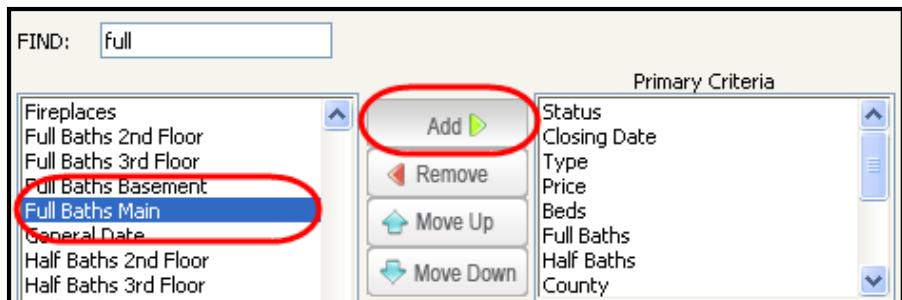 FIND: full
Primary Criteria
Fireplaces
Full Baths 2nd Floor
Full Baths 3rd Floor
Full Baths Basement
Full Baths Main
General Date
Half Baths 2nd Floor
Half Baths 3rd Floor
Add
Remove
Move Up
Move Down
Status
Closing Date
Type
Price
Beds
Full Baths
Half Baths
County